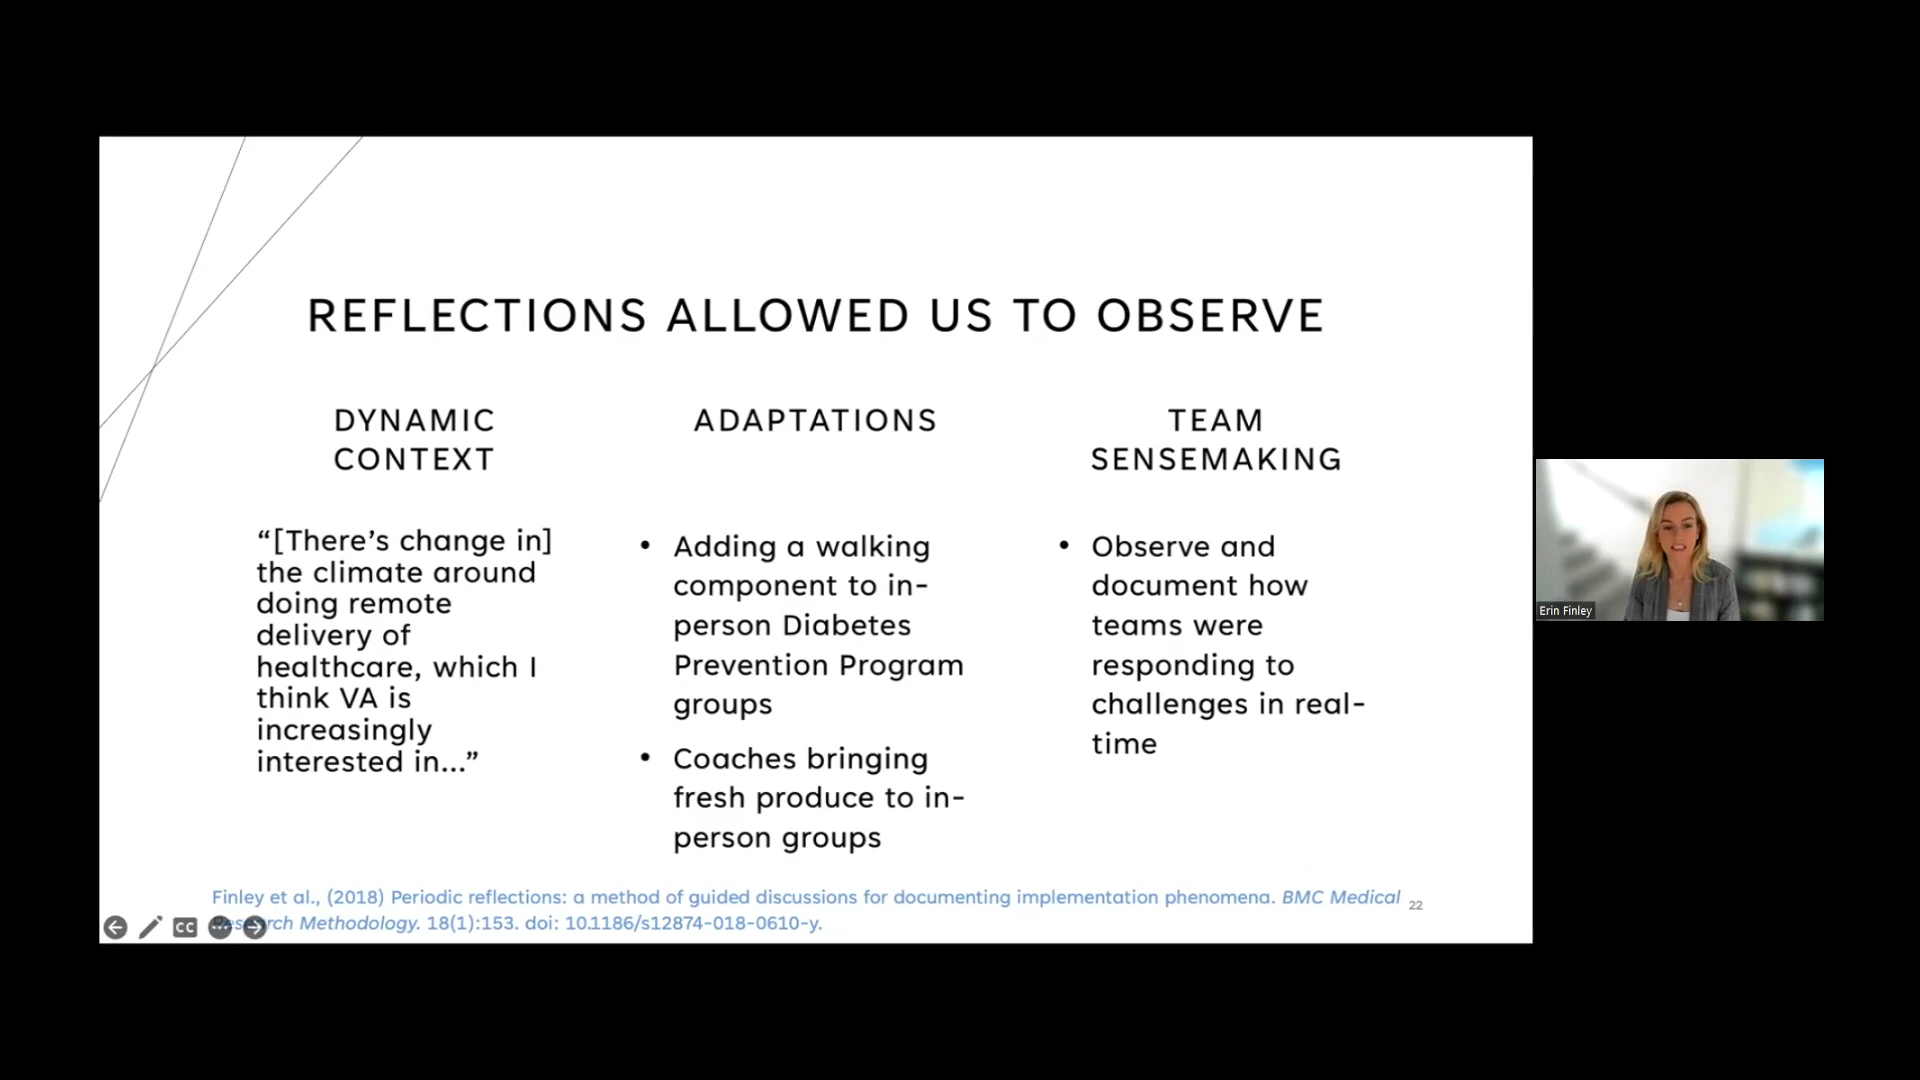 REFLECTIONS ALLOWED US TO OBSERVE
DYNAMIC
CONTEXT
“[There’s change in]
the climate around
doing remote
delivery of
healthcare, which I
think VA is
increasingly
interested in...”
ADAPTATIONS
• Adding a walking
component to in-
person Diabetes
Prevention Program
groups
• Coaches bringing
fresh produce to in-
person groups
TEAM
SENSEMAKING
• Observe and
document how
teams were
responding to
challenges in real-
time
Finley et al., (2018) Periodic reflections: a method of guided discussions for documenting implementation phenomena. BMC Medical
Research Methodology. 18(1):153. doi: 10.1186/s12874-018-0610-y.
22
CC
Erin Finley